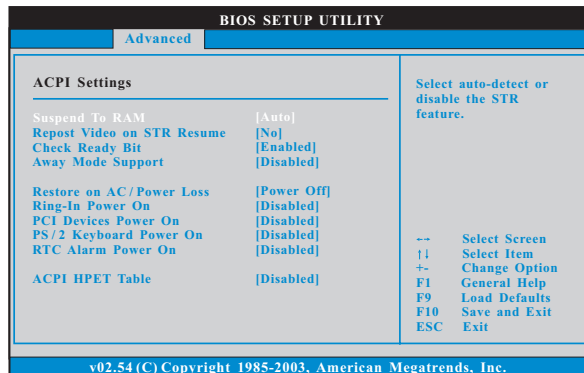 BIOS SETUP UTILITY
Advanced
ACPI Settings
Suspend To RAM [Auto]
Repost Video on STR Resume [No]
Check Ready Bit [Enabled]
Away Mode Support [Disabled]
Restore on AC / Power Loss [Power Off]
Ring-In Power On [Disabled]
PCI Devices Power On [Disabled]
PS / 2 Keyboard Power On [Disabled]
RTC Alarm Power On [Disabled]
ACPI HPET Table [Disabled]
Select auto-detect or
disable the STR
feature.
←→ Select Screen
↑↓ Select Item
+- Change Option
F1 General Help
F9 Load Defaults
F10 Save and Exit
ESC Exit
v02.54 (C) Copyright 1985-2003, American Megatrends, Inc.